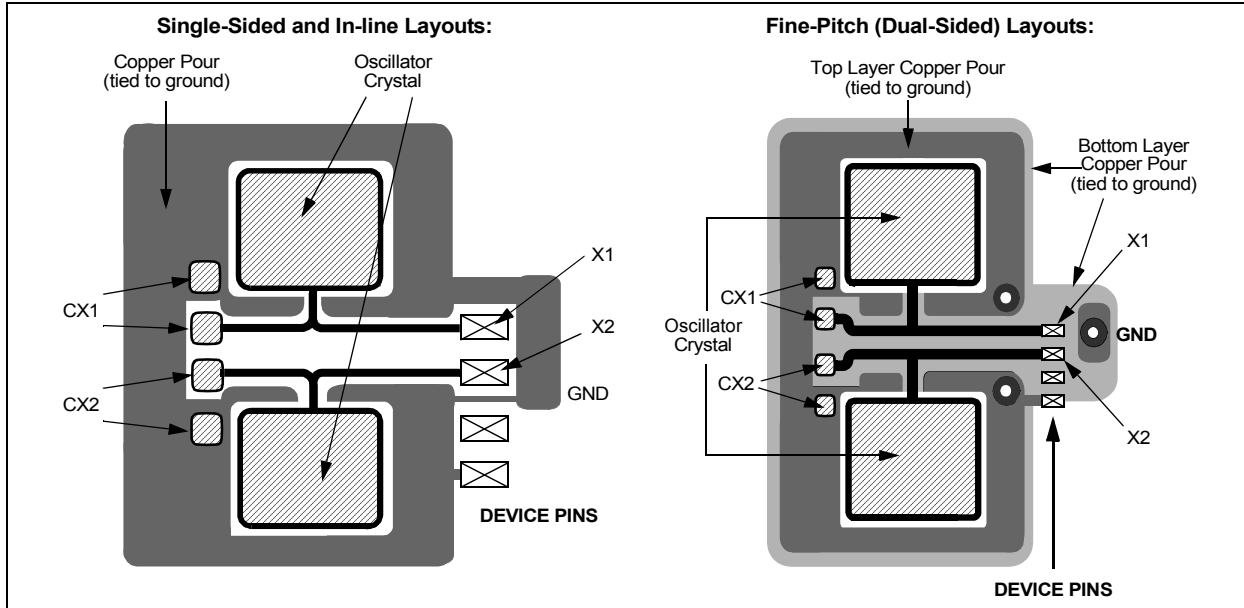 Single-Sided and In-line Layouts:
Copper Pour
(tied to ground)
Oscillator
Crystal
X1
CX1
X2
CX2
GND
DEVICE PINS
Fine-Pitch (Dual-Sided) Layouts:
Top Layer Copper Pour
(tied to ground)
Bottom Layer
Copper Pour
(tied to ground)
X1
CX1
Oscillator
Crystal
GND
CX2
X2
DEVICE PINS